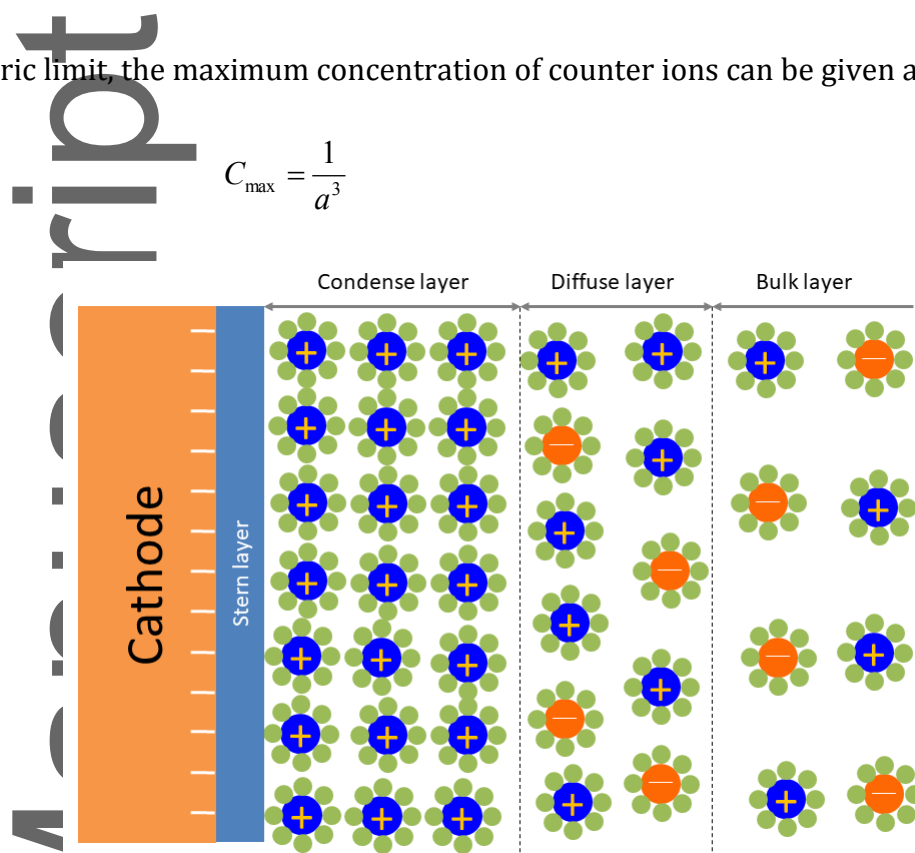 ric limit, the maximum concentration of counter ions can be given a
C_max = 1/a^3
Condense layer Diffuse layer Bulk layer
Cathode
Stern layer
ript